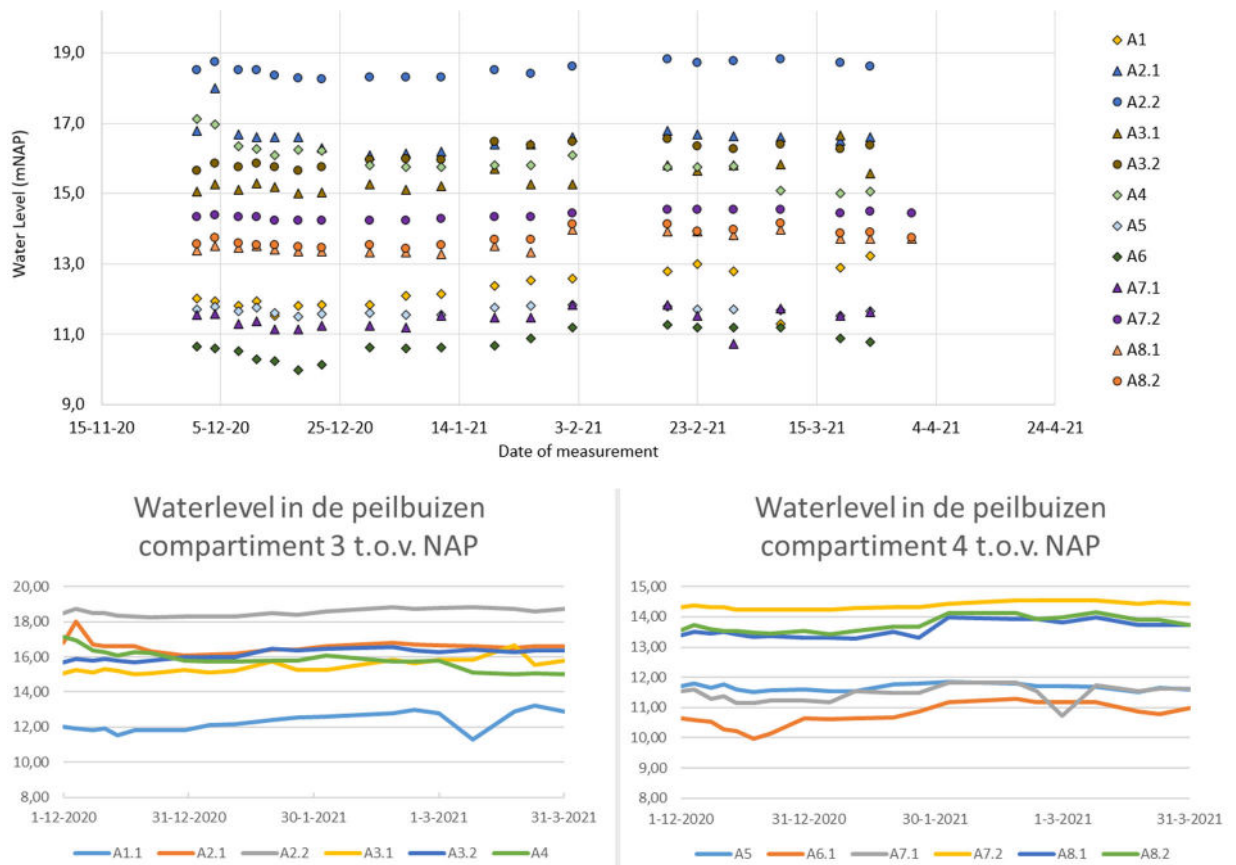 19,0
17,0
15,0
13,0
11,0
9,0
Water Level (mNAP)
15-11-20 5-12-20 25-12-20 14-1-21 3-2-21 23-2-21 15-3-21 4-4-21 24-4-21
Date of measurement
A1
A2.1
A2.2
A3.1
A3.2
A4
A5
A6
A7.1
A7.2
A8.1
A8.2
Waterlevel in de peilbuizen
compartiment 3 t.o.v. NAP
20,00
18,00
16,00
14,00
12,00
10,00
8,00
1-12-2020 31-12-2020 30-1-2021 1-3-2021 31-3-2021
A1.1 A2.1 A2.2 A3.1 A3.2 A4
Waterlevel in de peilbuizen
compartiment 4 t.o.v. NAP
15,00
14,00
13,00
12,00
11,00
10,00
9,00
8,00
1-12-2020 31-12-2020 30-1-2021 1-3-2021 31-3-2021
A5 A6.1 A7.1 A7.2 A8.1 A8.2